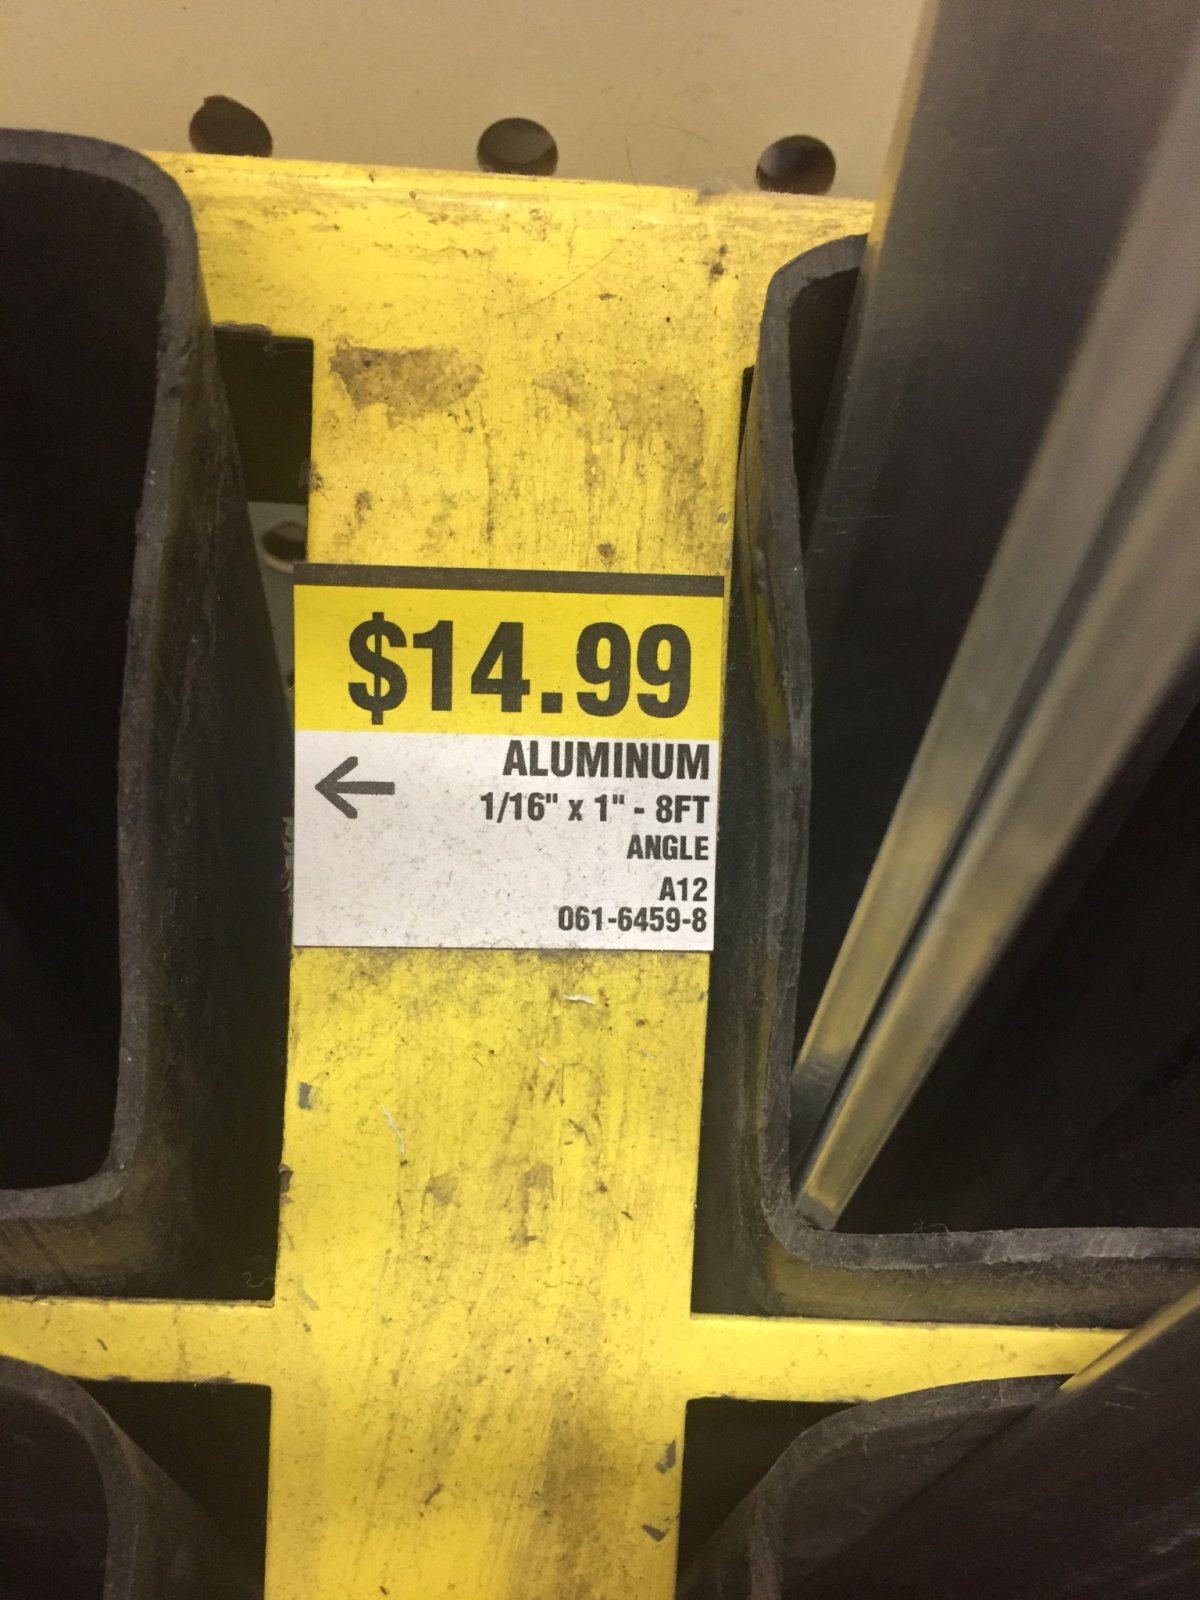 $14.99
ALUMINUM
1/16" x 1" - 8FT
ANGLE
A12
061-6459-8